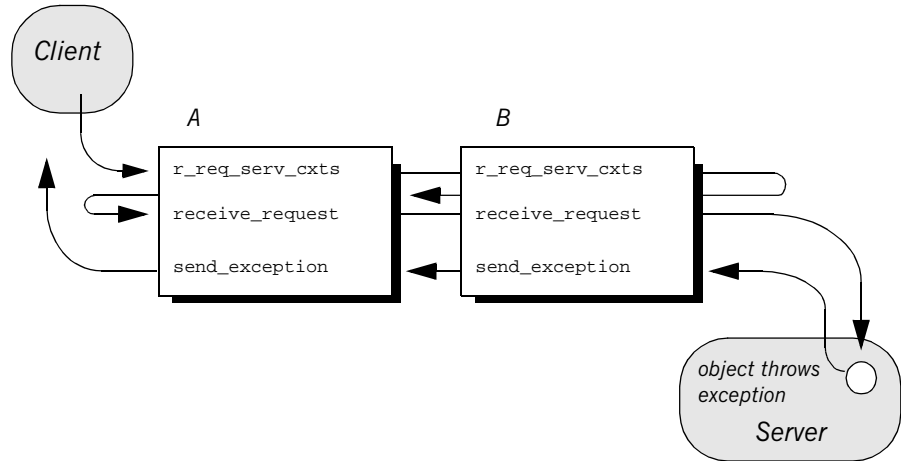 Client
A
B
r_req_serv_cxts
receive_request
send_exception
r_req_serv_cxts
receive_request
send_exception
object throws
exception
Server